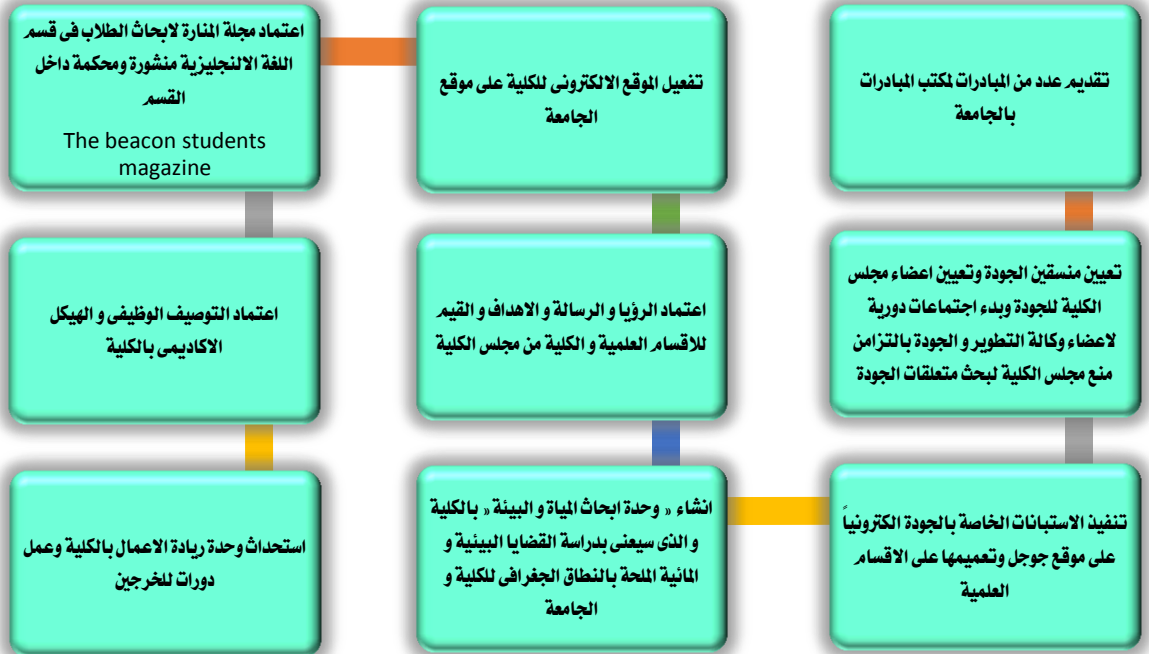 تقديم عدد من المبادرات لمكتب المبادرات
بالجامعة
تعيين منسقين الجودة وتعيين اعضاء مجلس
الكلية للجودة وبدء اجتماعات دورية
لاعضاء وكالة التطوير و الجودة بالتزامن
منع مجلس الكلية لبحث متعلقات الجودة
تنفيذ الاستبانات الخاصة بالجودة الكترونياً
على موقع جوجل وتعميمها على الاقسام
العلمية
انشاء « وحدة ابحاث المياة و البيئة » بالكلية
و الذى سيعنى بدراسة القضايا البيئية و
المائية الملحة بالنطاق الجغرافى للكلية و
الجامعة
اعتماد الرؤيا و الرسالة و الاهداف و القيم
للاقسام العلمية و الكلية من مجلس الكلية
تفعيل الموقع الالكترونى للكلية على موقع
الجامعة
اعتماد مجلة المنارة لابحاث الطلاب فى قسم
اللغة الالنجليزية منشورة ومحكمة داخل
القسم
The beacon students
magazine
اعتماد التوصيف الوظيفى و الهيكل
الاكاديمى بالكلية
استحداث وحدة ريادة الاعمال بالكلية وعمل
دورات للخرجين